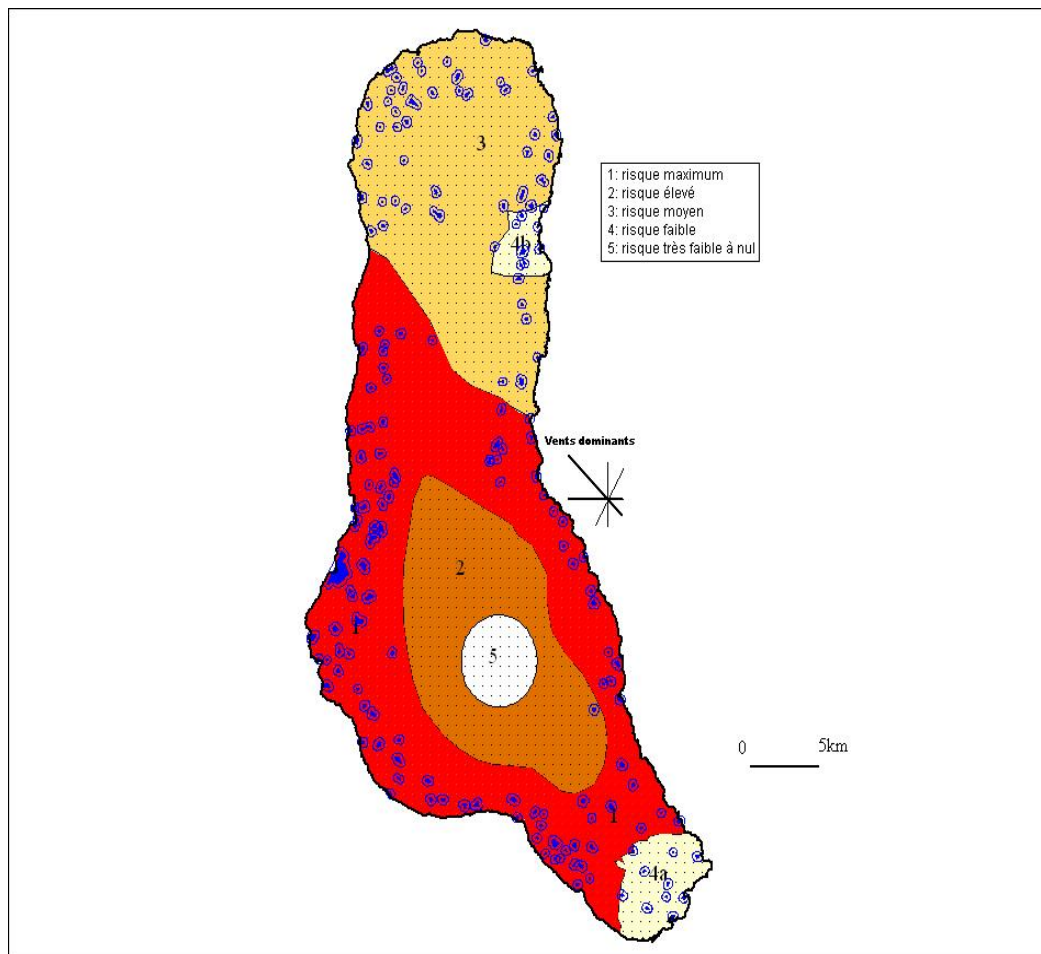 3
1: risque maximum
2: risque élevé
3: risque moyen
4: risque faible
5: risque très faible à nul
4b
Vents dominants
2
1
5
0 5km
1
4a